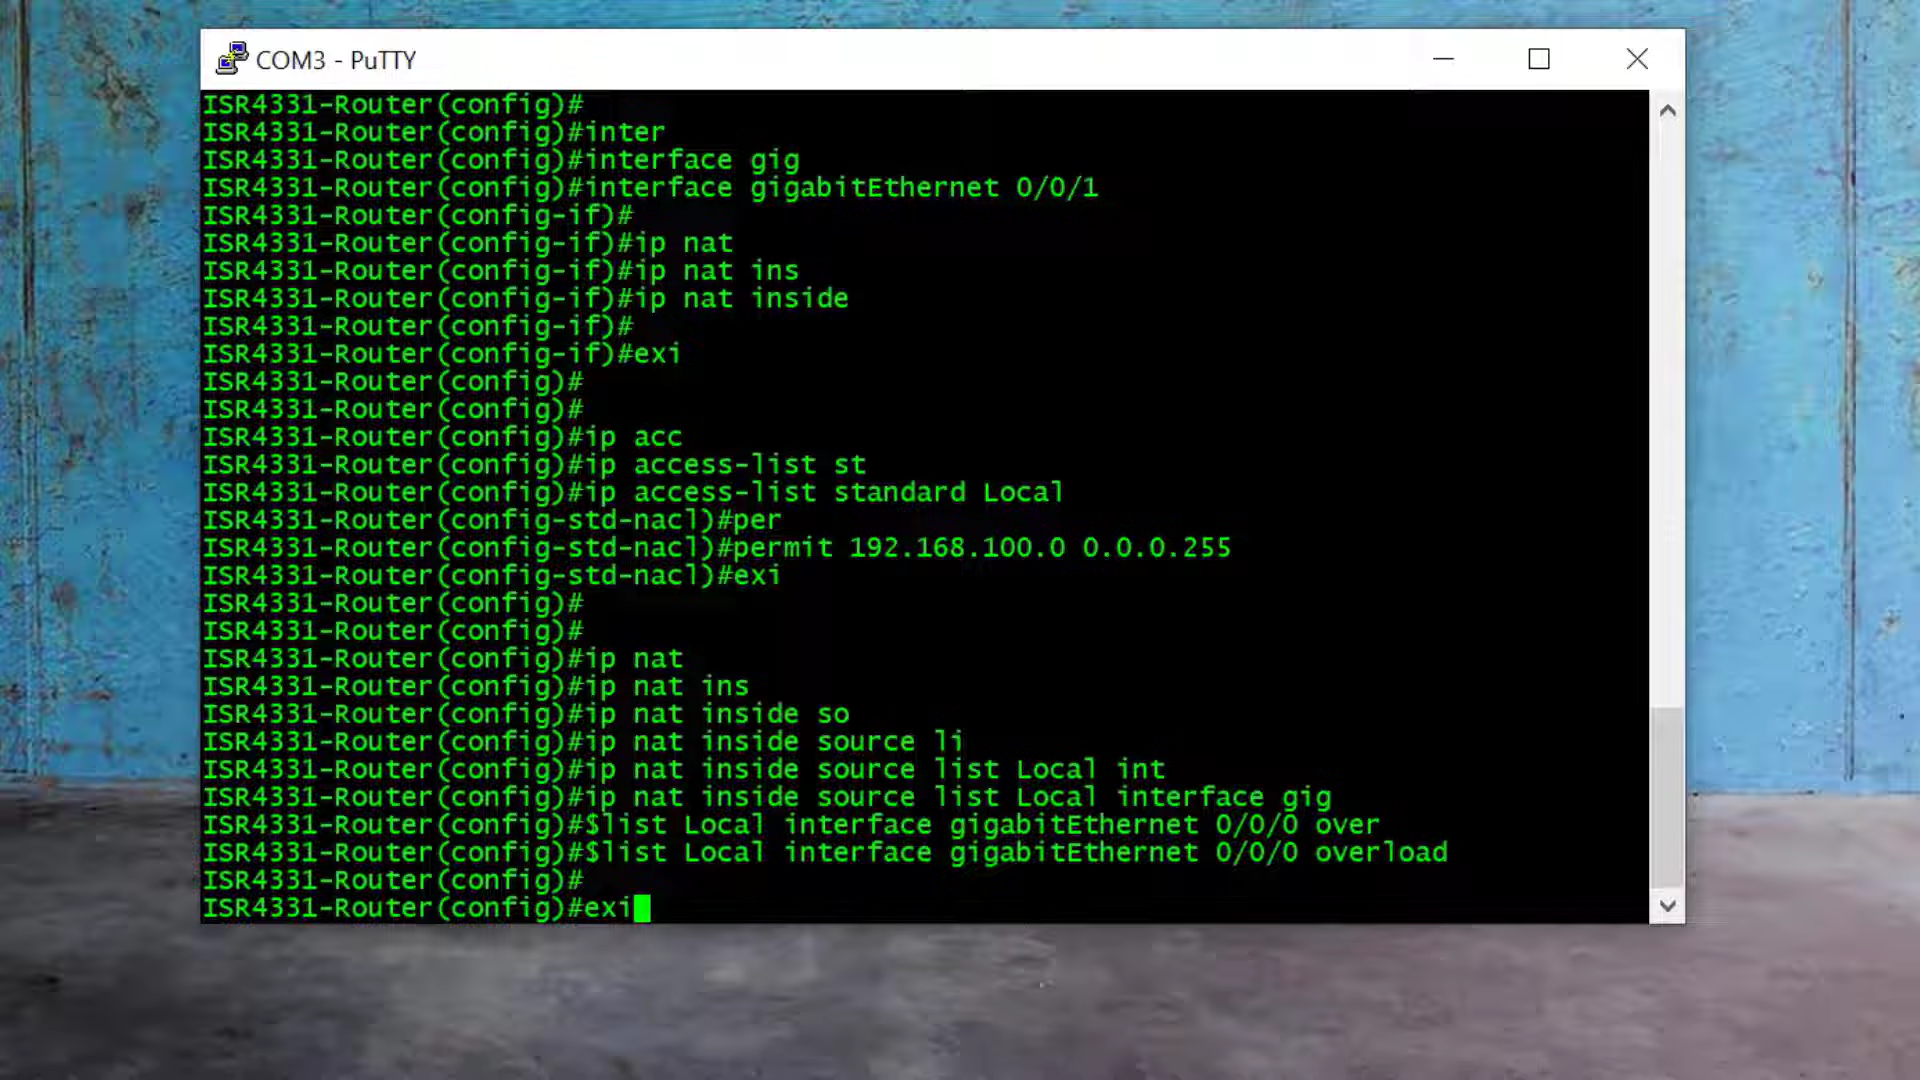 COM3 - PuTTY
ISR4331-Router(config)#
ISR4331-Router(config)#inter
ISR4331-Router(config)#interface gig
ISR4331-Router(config)#interface gigabitEthernet 0/0/1
ISR4331-Router(config-if)#
ISR4331-Router(config-if)#ip nat
ISR4331-Router(config-if)#ip nat ins
ISR4331-Router(config-if)#ip nat inside
ISR4331-Router(config-if)#
ISR4331-Router(config-if)#exi
ISR4331-Router(config)#
ISR4331-Router(config)#
ISR4331-Router(config)#ip acc
ISR4331-Router(config)#ip access-list st
ISR4331-Router(config)#ip access-list standard Local
ISR4331-Router(config-std-nacl)#per
ISR4331-Router(config-std-nacl)#permit 192.168.100.0 0.0.0.255
ISR4331-Router(config-std-nacl)#exi
ISR4331-Router(config)#
ISR4331-Router(config)#
ISR4331-Router(config)#ip nat
ISR4331-Router(config)#ip nat ins
ISR4331-Router(config)#ip nat inside so
ISR4331-Router(config)#ip nat inside source li
ISR4331-Router(config)#ip nat inside source list Local int
ISR4331-Router(config)#ip nat inside source list Local interface gig
ISR4331-Router(config)#$list Local interface gigabitEthernet 0/0/0 over
ISR4331-Router(config)#$list Local interface gigabitEthernet 0/0/0 overload
ISR4331-Router(config)#
ISR4331-Router(config)#exi